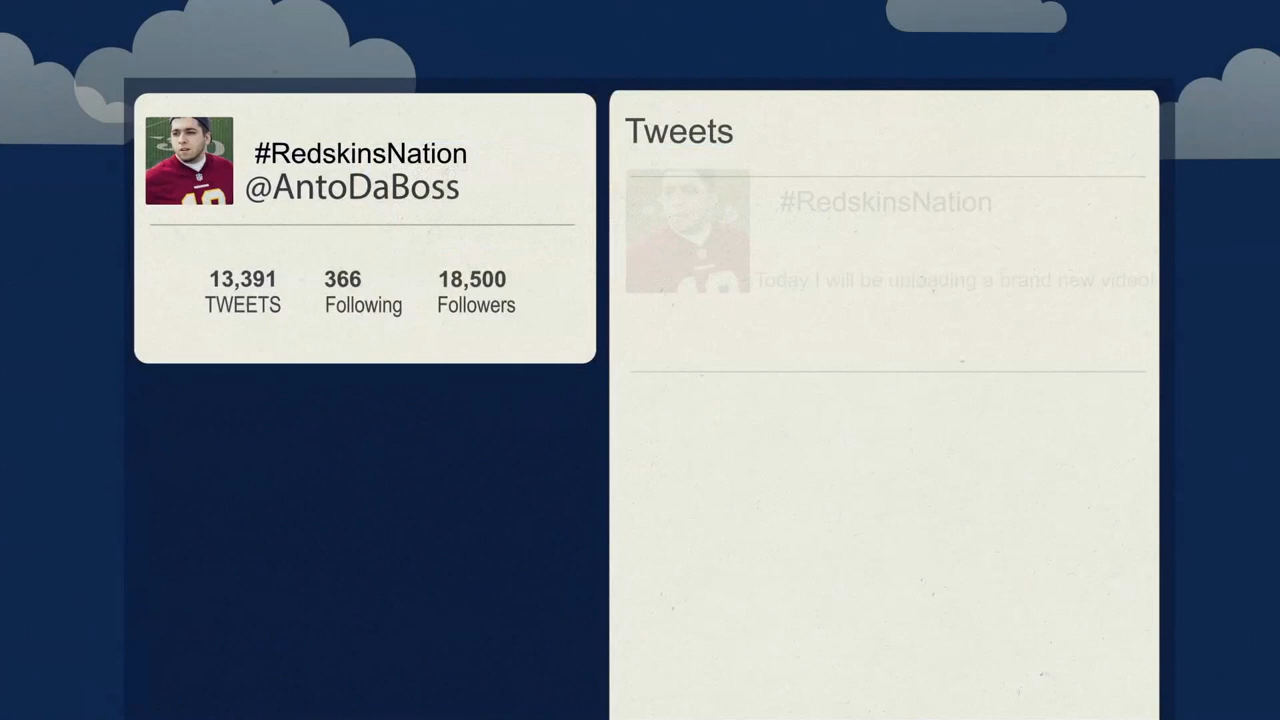 #RedskinsNation
@AntoDaBoss
13,391 366 18,500
TWEETS Following Followers
Tweets
#RedskinsNation
Today I will be uploading a brand new video!